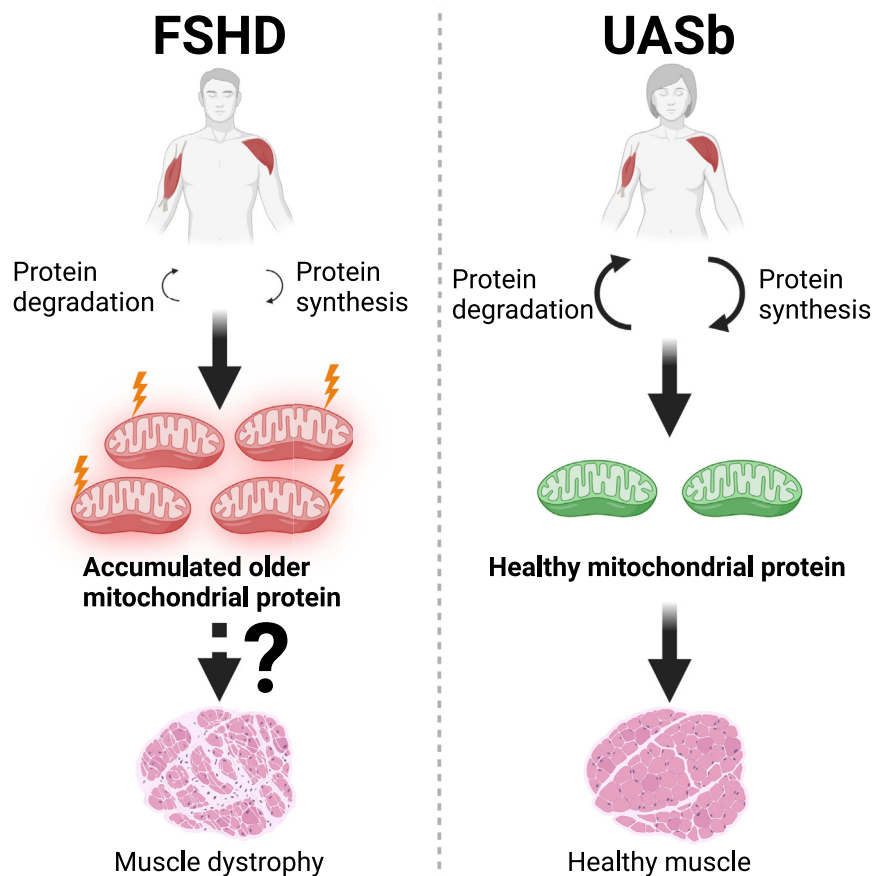 FSHD
Protein
degradation
Protein
synthesis
Accumulated older
mitochondrial protein
?
Muscle dystrophy
UASb
Protein
degradation
Protein
synthesis
Healthy mitochondrial protein
Healthy muscle